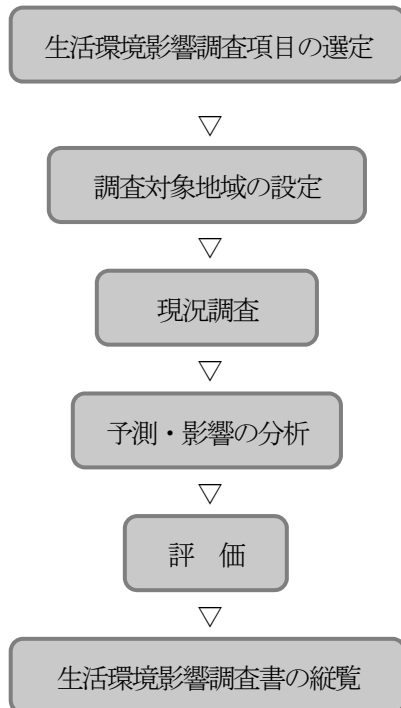 生活環境影響調査項目の選定
▽
調査対象地域の設定
▽
現況調査
▽
予測・影響の分析
▽
評　価
▽
生活環境影響調査書の縦覧